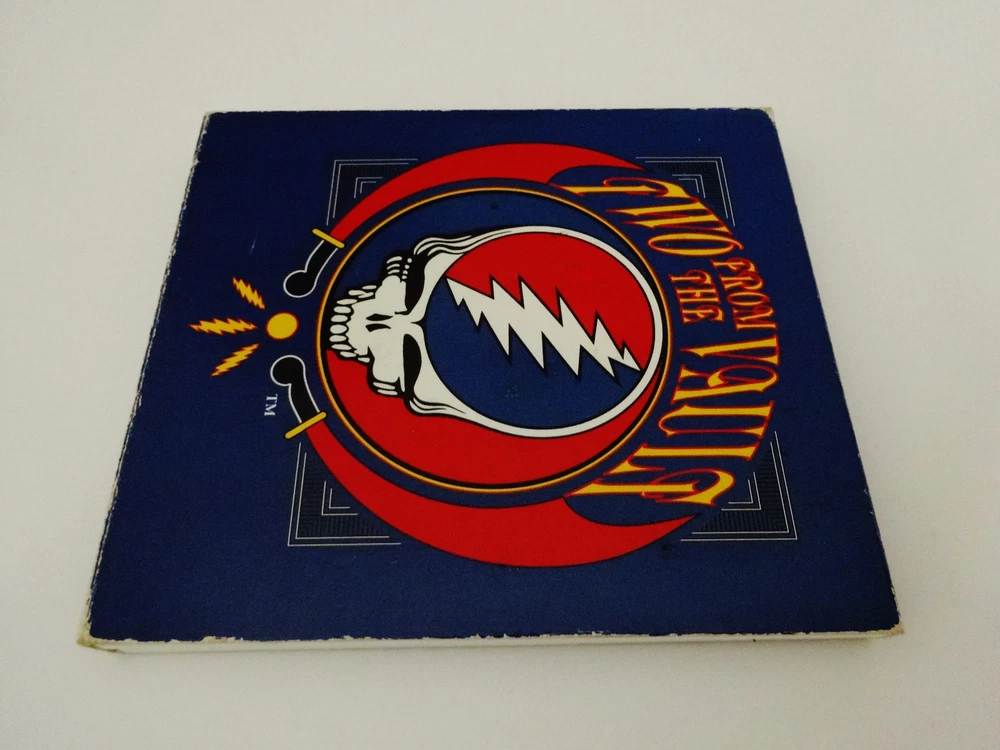 TWO
FROM
THE
VAULT
TM